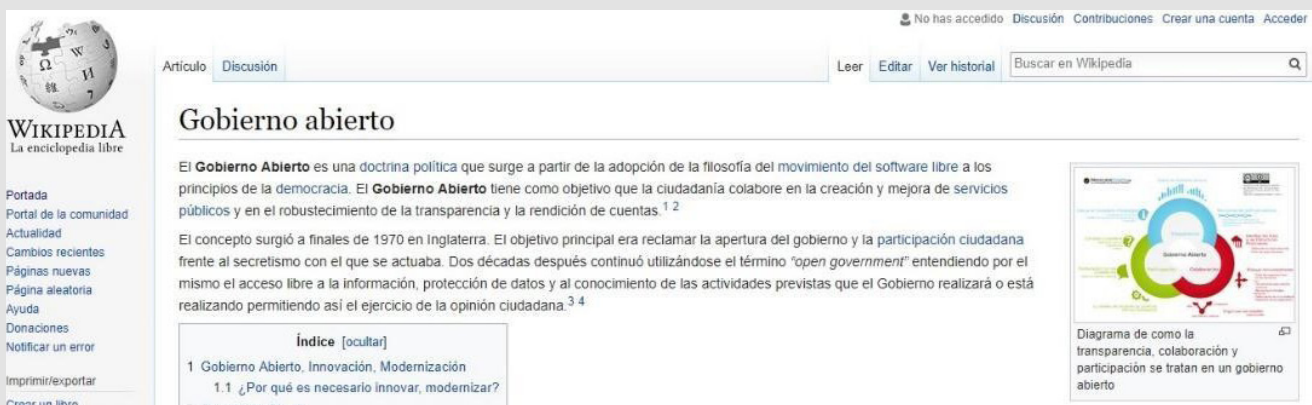 No has accedido Discusión Contribuciones Crear una cuenta Acceder
Artículo Discusión
Leer Editar Ver historial Buscar en Wikipedia
WIKIPEDIA
La enciclopedia libre
Portada
Portal de la comunidad
Actualidad
Cambios recientes
Páginas nuevas
Página aleatoria
Ayuda
Donaciones
Notificar un error
Imprimir/exportar
Crear un libro
Gobierno abierto
El Gobierno Abierto es una doctrina política que surge a partir de la adopción de la filosofía del movimiento del software libre a los
principios de la democracia. El Gobierno Abierto tiene como objetivo que la ciudadanía colabore en la creación y mejora de servicios
públicos y en el robustecimiento de la transparencia y la rendición de cuentas.1 2
El concepto surgió a finales de 1970 en Inglaterra. El objetivo principal era reclamar la apertura del gobierno y la participación ciudadana
frente al secretismo con el que se actuaba. Dos décadas después continuó utilizándose el término "open government" entendiendo por el
mismo el acceso libre a la información, protección de datos y al conocimiento de las actividades previstas que el Gobierno realizará o está
realizando permitiendo así el ejercicio de la opinión ciudadana.3 4
Índice [ocultar]
1 Gobierno Abierto, Innovación, Modernización
1.1 ¿Por qué es necesario innovar, modernizar?
Gobierno Abierto
Diagrama de como la
transparencia, colaboración y
participación se tratan en un gobierno
abierto